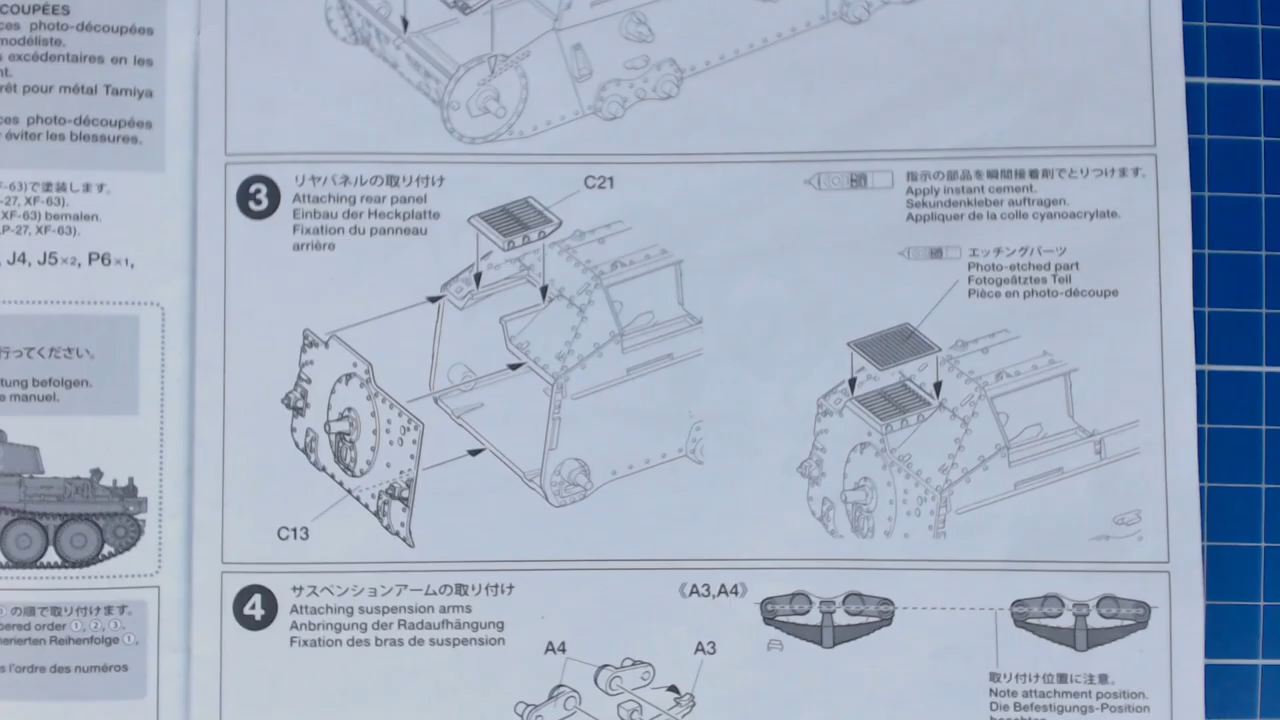 COUPÉES
ces photo-découpées
modéliste.
excédentaires en les
rêt pour métal Tamiya
ces photo-découpées
éviter les blessures.
-63)で塗装します。
-27, XF-63).
XF-63) bemalen.
P-27, XF-63).
, J4, J5×2, P6×1,
行ってください。
tung befolgen.
e manuel.
の順で取り付けます。
bered order ①, ②, ③.
nerierten Reihenfolge ①,
s l'ordre des numéros
3
リヤパネルの取り付け
Attaching rear panel
Einbau der Heckplatte
Fixation du panneau
arrière
C21
指示の部品を瞬間接着剤でとりつけます。
Apply instant cement.
Sekundenkleber auftragen.
Appliquer de la colle cyanoacrylate.
エッチングパーツ
Photo-etched part
Fotogeätztes Teil
Pièce en photo-découpe
C13
4
サスペンションアームの取り付け
Attaching suspension arms
Anbringung der Radaufhängung
Fixation des bras de suspension
《A3,A4》
A4
A3
取り付け位置に注意。
Note attachment position.
Die Befestigungs-Position